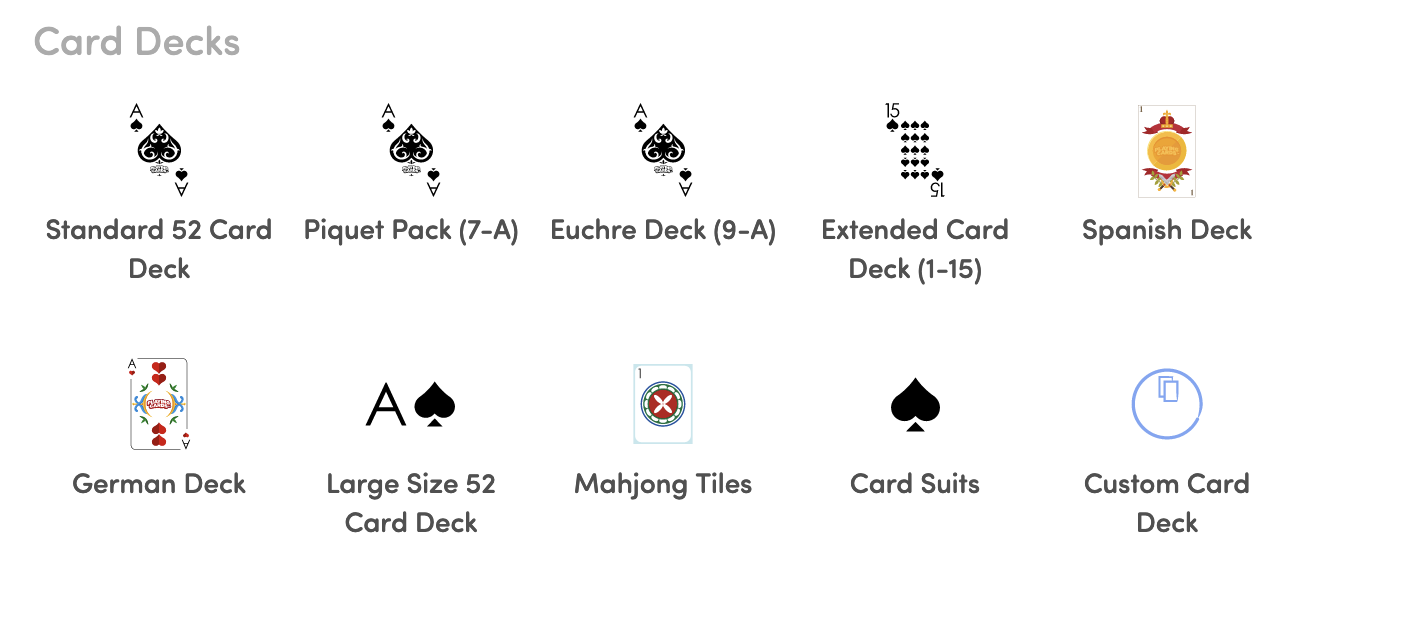 Card Decks
A
A
A
A
A
A
15
15
1
1
Standard 52 Card
Deck
Piquet Pack (7-A)
Euchre Deck (9-A)
Extended Card
Deck (1-15)
Spanish Deck
A
A
A
1
German Deck
Large Size 52
Card Deck
Mahjong Tiles
Card Suits
Custom Card
Deck